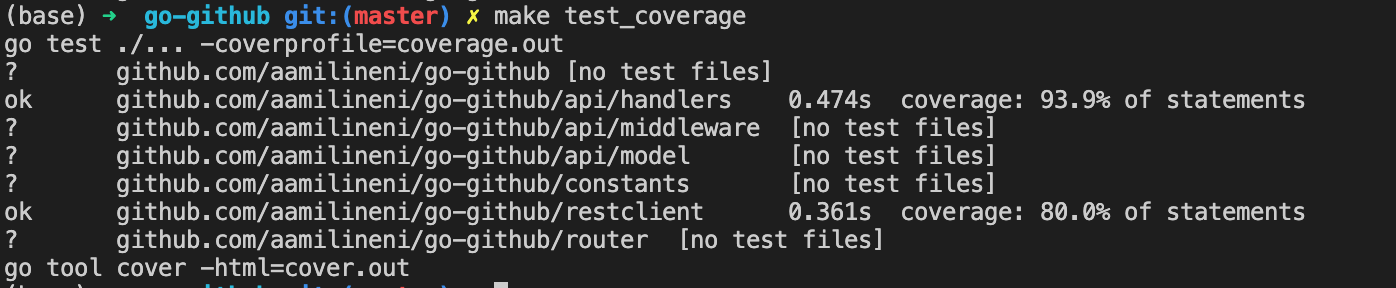 (base) ➜ go-github git:(master) ✗ make test_coverage
go test ./... -coverprofile=coverage.out
? github.com/aamilineni/go-github [no test files]
ok github.com/aamilineni/go-github/api/handlers 0.474s coverage: 93.9% of statements
? github.com/aamilineni/go-github/api/middleware [no test files]
? github.com/aamilineni/go-github/api/model [no test files]
? github.com/aamilineni/go-github/constants [no test files]
ok github.com/aamilineni/go-github/restclient 0.361s coverage: 80.0% of statements
? github.com/aamilineni/go-github/router [no test files]
go tool cover -html=cover.out